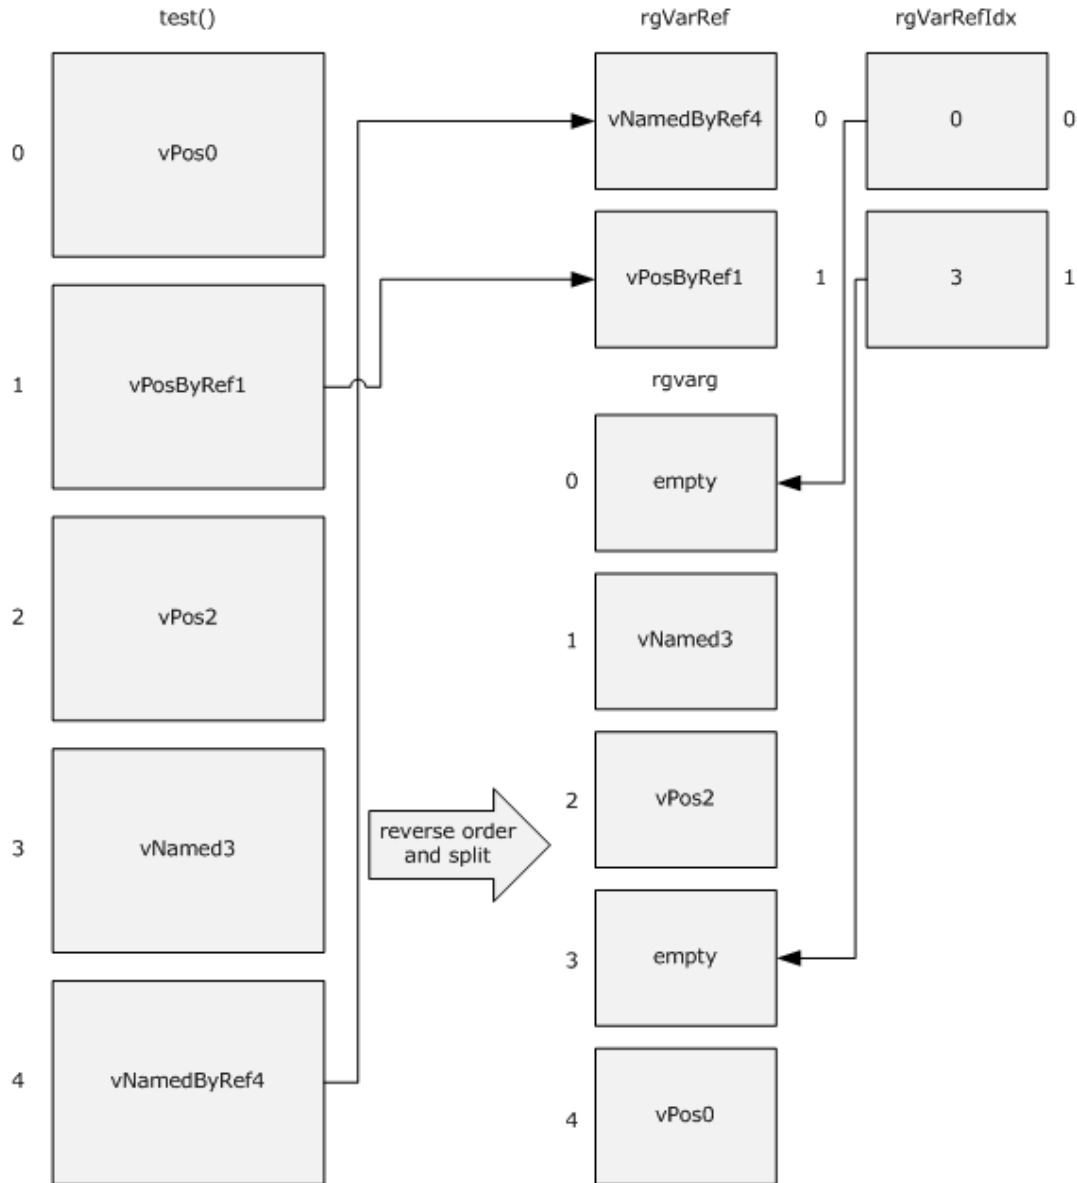 test()
rgVarRef
rgVarRefIdx
0
vPos0
vNamedByRef4
0
0
0
vPosByRef1
1
3
1
1
vPosByRef1
rgvarg
0
empty
2
vPos2
1
vNamed3
2
vPos2
reverse order
and split
3
vNamed3
3
empty
4
vNamedByRef4
4
vPos0